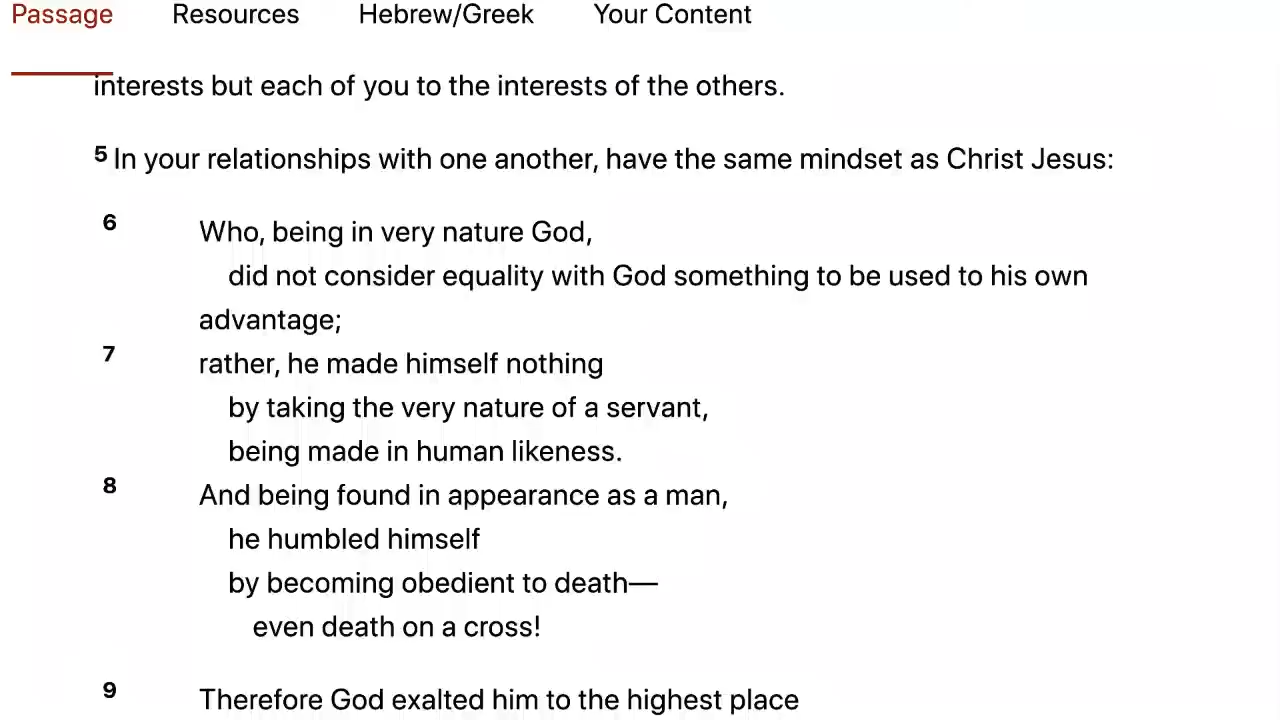 Passage Resources Hebrew/Greek Your Content
interests but each of you to the interests of the others.
5 In your relationships with one another, have the same mindset as Christ Jesus:
6 Who, being in very nature God,
did not consider equality with God something to be used to his own
advantage;
7 rather, he made himself nothing
by taking the very nature of a servant,
being made in human likeness.
8 And being found in appearance as a man,
he humbled himself
by becoming obedient to death—
even death on a cross!
9 Therefore God exalted him to the highest place